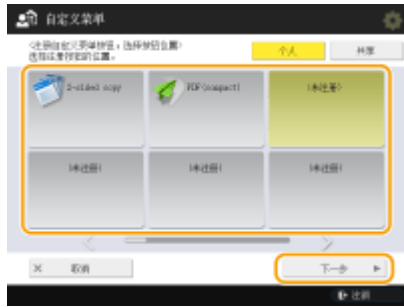 自定义菜单
<注册自定义菜单按钮：选择按钮位置>
选择注册按钮的位置。
个人
共享
2-sided copy
PDF(compact)
(未注册)
(未注册)
(未注册)
(未注册)
取消
下一步
注销